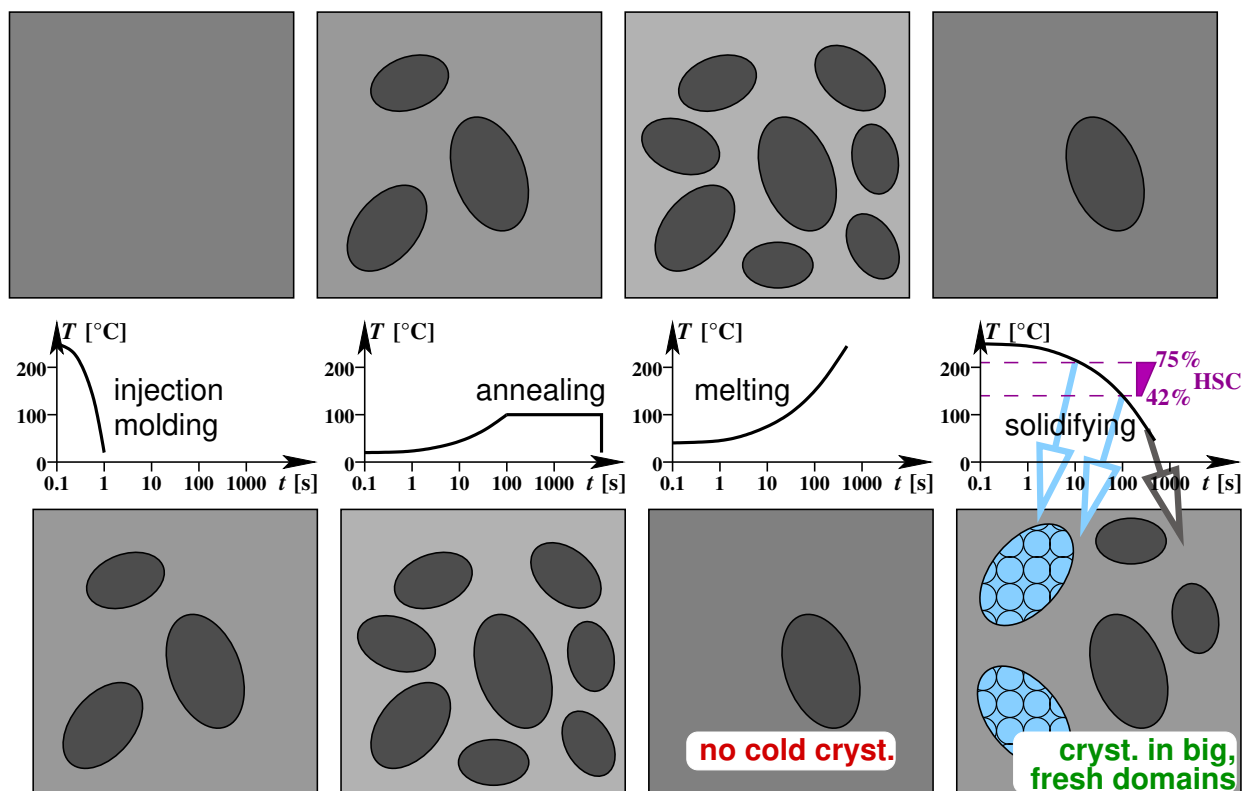 T [°C]
200
100
0
injection
molding
0.1 1 10 100 1000 t [s]
T [°C]
200
100
0
annealing
0.1 1 10 100 1000 t [s]
T [°C]
200
100
0
melting
0.1 1 10 100 1000 t [s]
T [°C]
200
100
0
75%
HSC
42%
solidifying
0.1 1 10 100 1000 t [s]
no cold cryst.
cryst. in big,
fresh domains